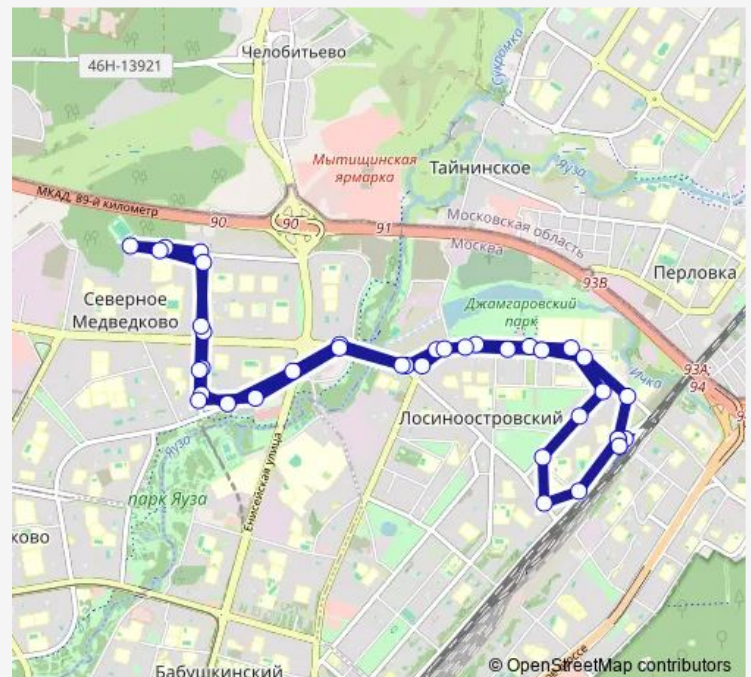 Челобитьево
46Н-13921
Сукромка
Мытищинская
ярмарка
Тайнинское
Яуза
МКАД, 89-й километр
90
90
91
Московская область
Москва
93В
Перловка
Северное
Медведково
Джамгаровский
парк
Ичка
93А
94
Лосиноостровский
Яуза
Енисейская улица
парк Яуза
ково
Бабушкинский
© OpenStreetMap contributors